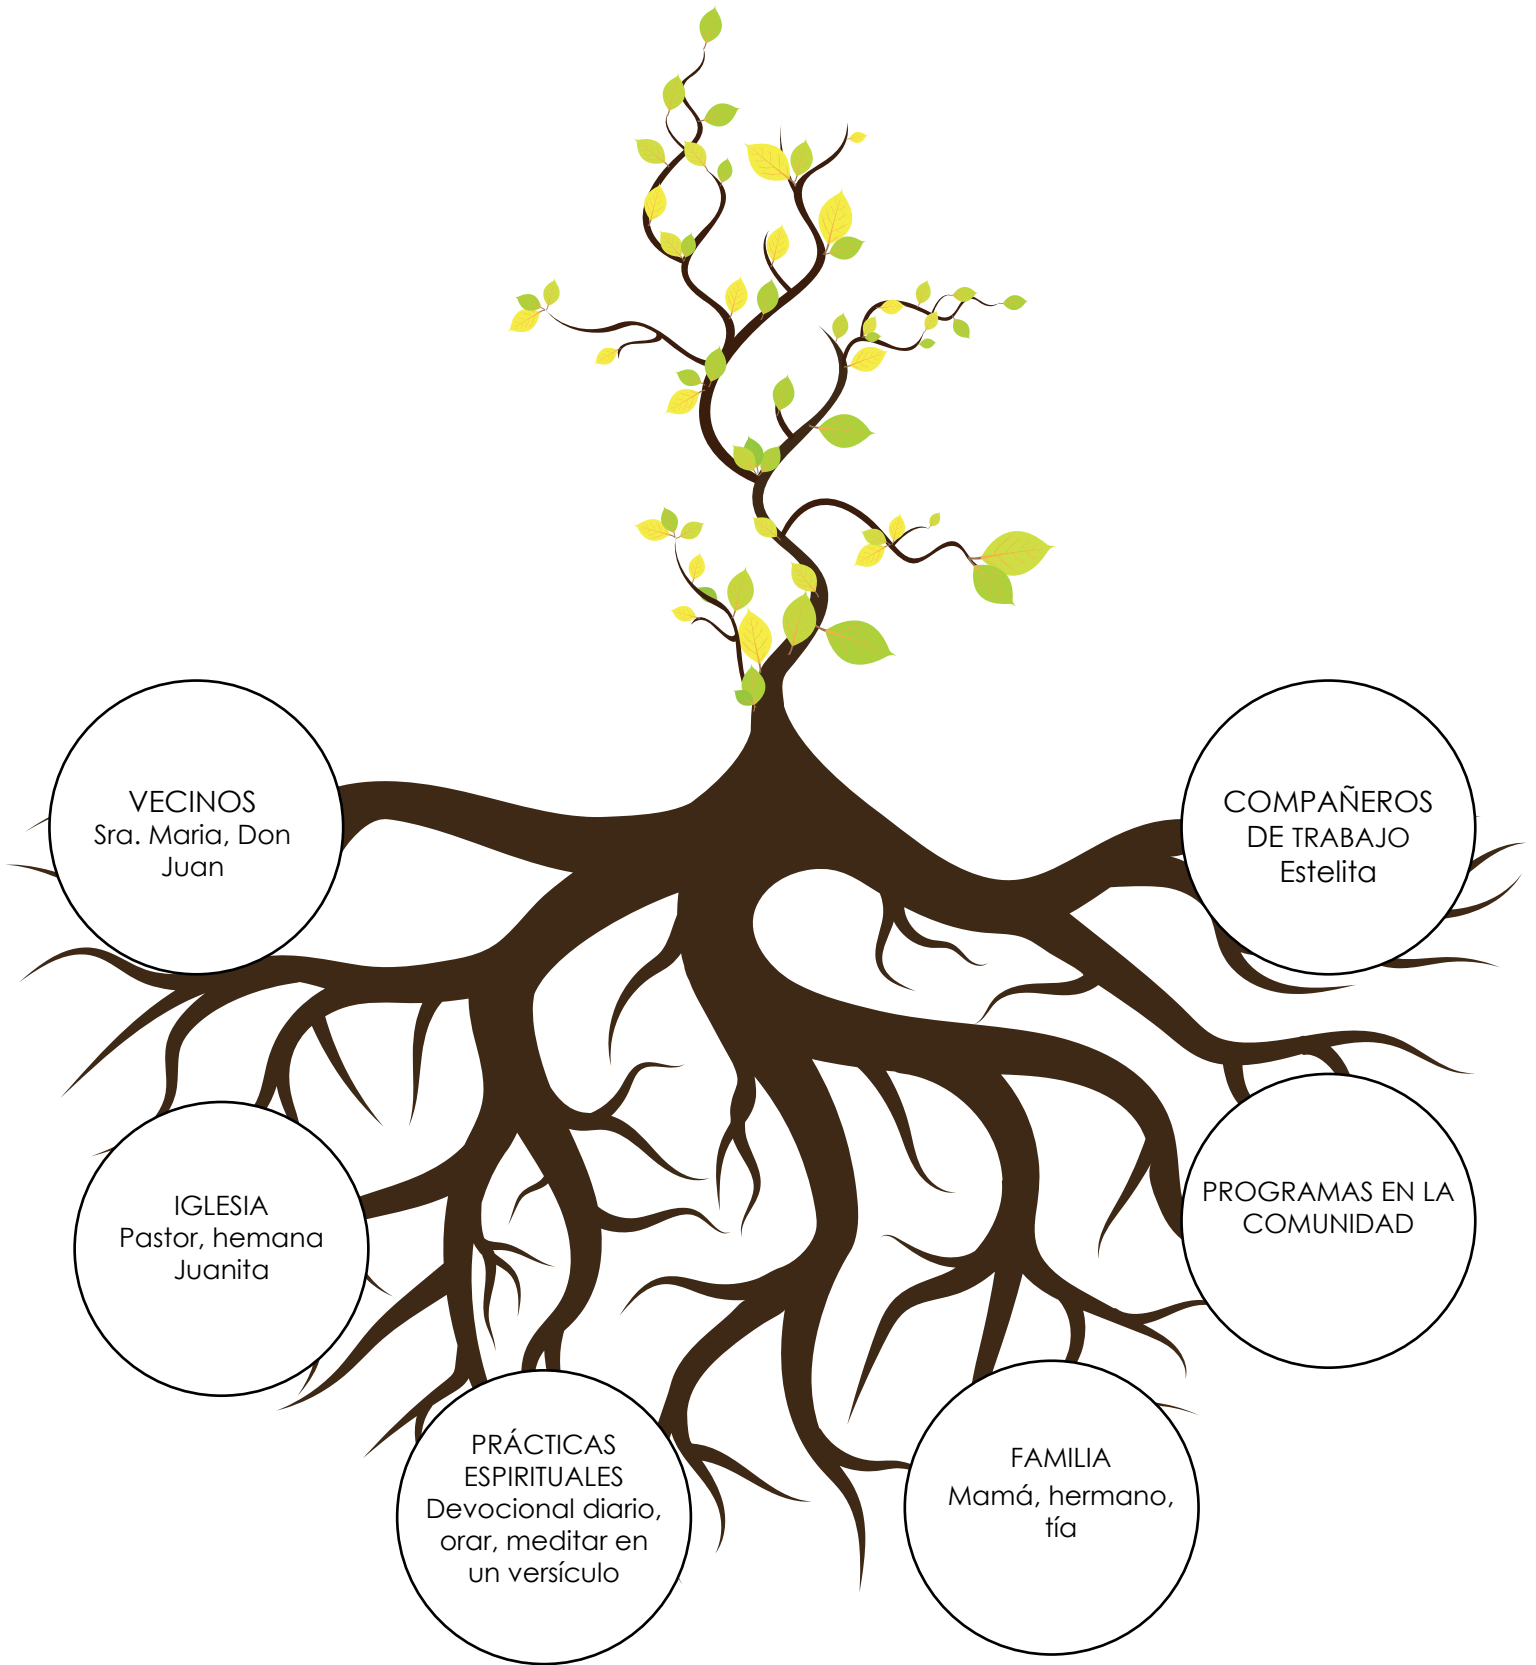 VECINOS
Sra. Maria, Don
Juan
COMPAÑEROS
DE TRABAJO
Estelita
IGLESIA
Pastor, hemana
Juanita
PROGRAMAS EN LA
COMUNIDAD
PRÁCTICAS
ESPIRITUALES
Devocional diario,
orar, meditar en
un versículo
FAMILIA
Mamá, hermano,
tía